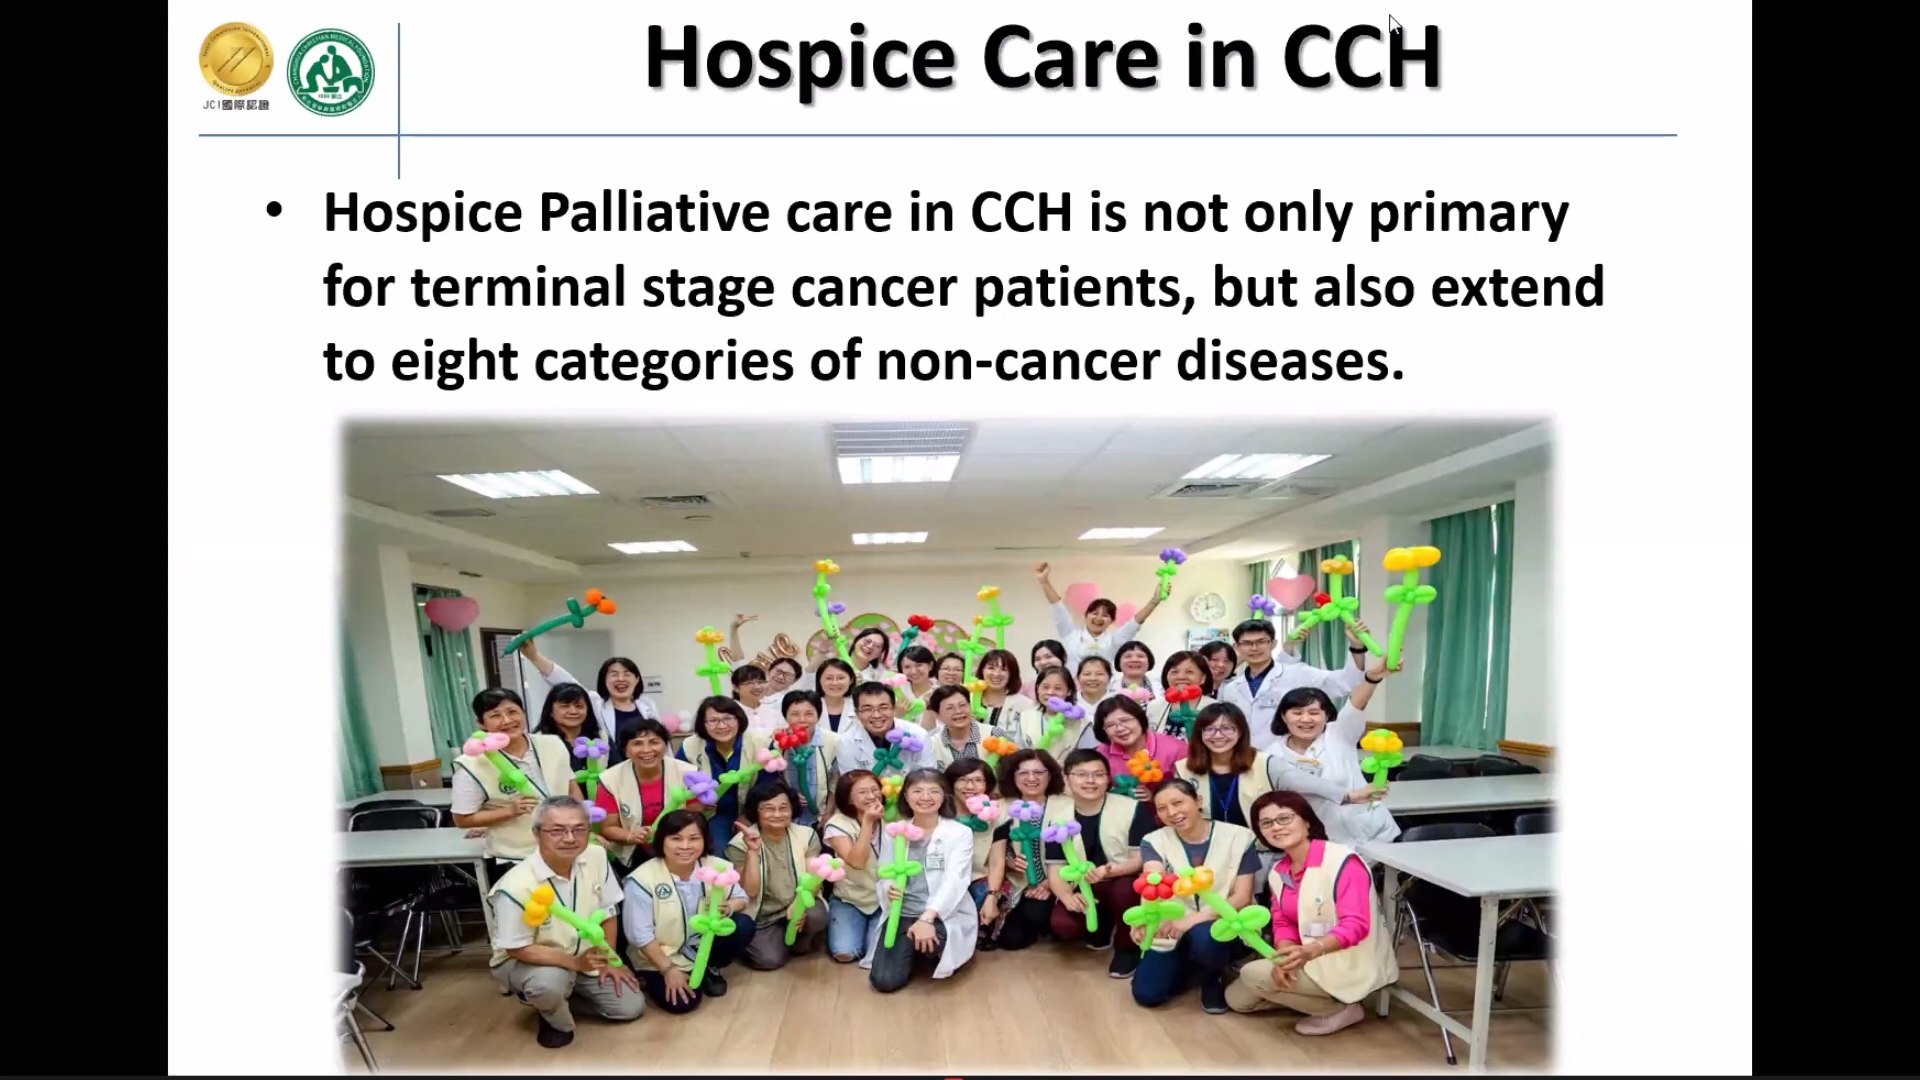 Hospice Care in CCH
JCI國際認證
• Hospice Palliative care in CCH is not only primary
for terminal stage cancer patients, but also extend
to eight categories of non-cancer diseases.